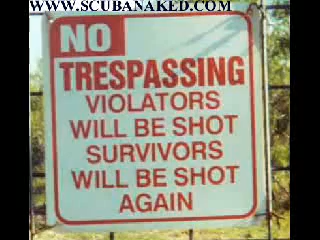 WWW.SCUBANAKED.COM
NO
TRESPASSING
VIOLATORS
WILL BE SHOT
SURVIVORS
WILL BE SHOT
AGAIN